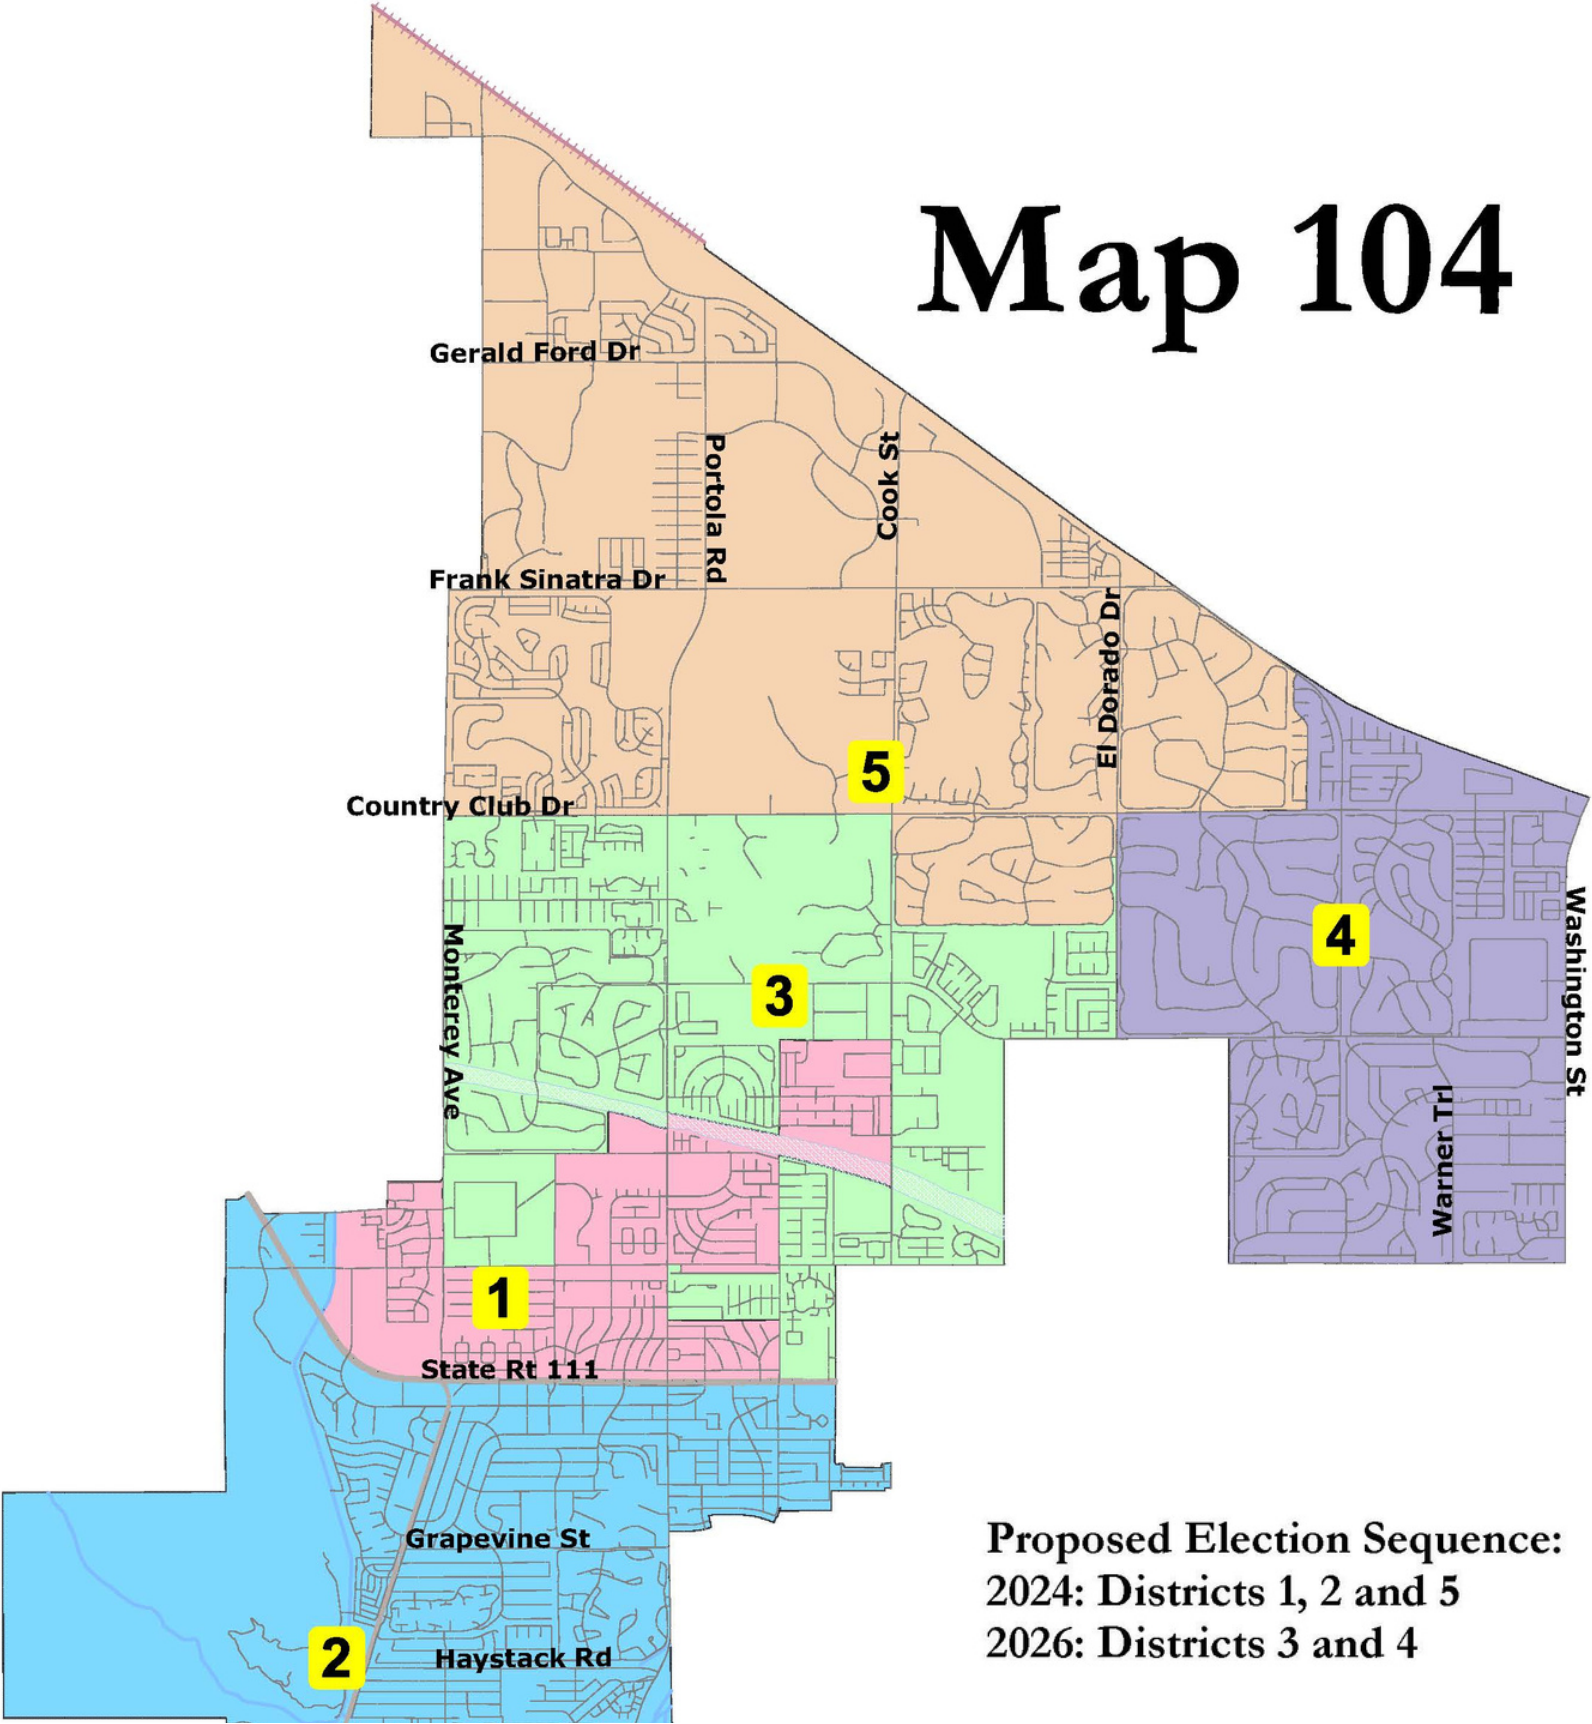 Map 104
Gerald Ford Dr
Portola Rd
Cook St
Frank Sinatra Dr
El Dorado Dr
5
Country Club Dr
4
Washington St
Monterey Ave
3
Warner Trl
1
State Rt 111
Grapevine St
2
Haystack Rd
Proposed Election Sequence:
2024: Districts 1, 2 and 5
2026: Districts 3 and 4